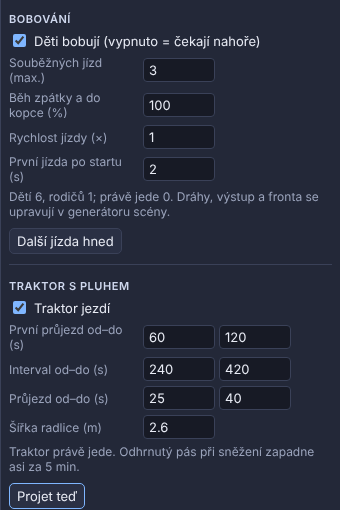 BOBOVÁNÍ
Děti bobují (vypnuto = čekají nahoře)
Souběžných jízd
(max.)
3
Běh zpátky a do
kopce (%)
100
Rychlost jízdy (×)
1
První jízda po startu
(s)
2
Dětí 6, rodičů 1; právě jede 0. Dráhy, výstup a fronta se
upravují v generátoru scény.
Další jízda hned
TRAKTOR S PLUHEM
Traktor jezdí
První průjezd od–do
(s)
60 120
Interval od–do (s)
240 420
Průjezd od–do (s)
25 40
Šířka radlice (m)
2.6
Traktor právě jede. Odhrnutý pás při sněžení zapadne
asi za 5 min.
Projet teď